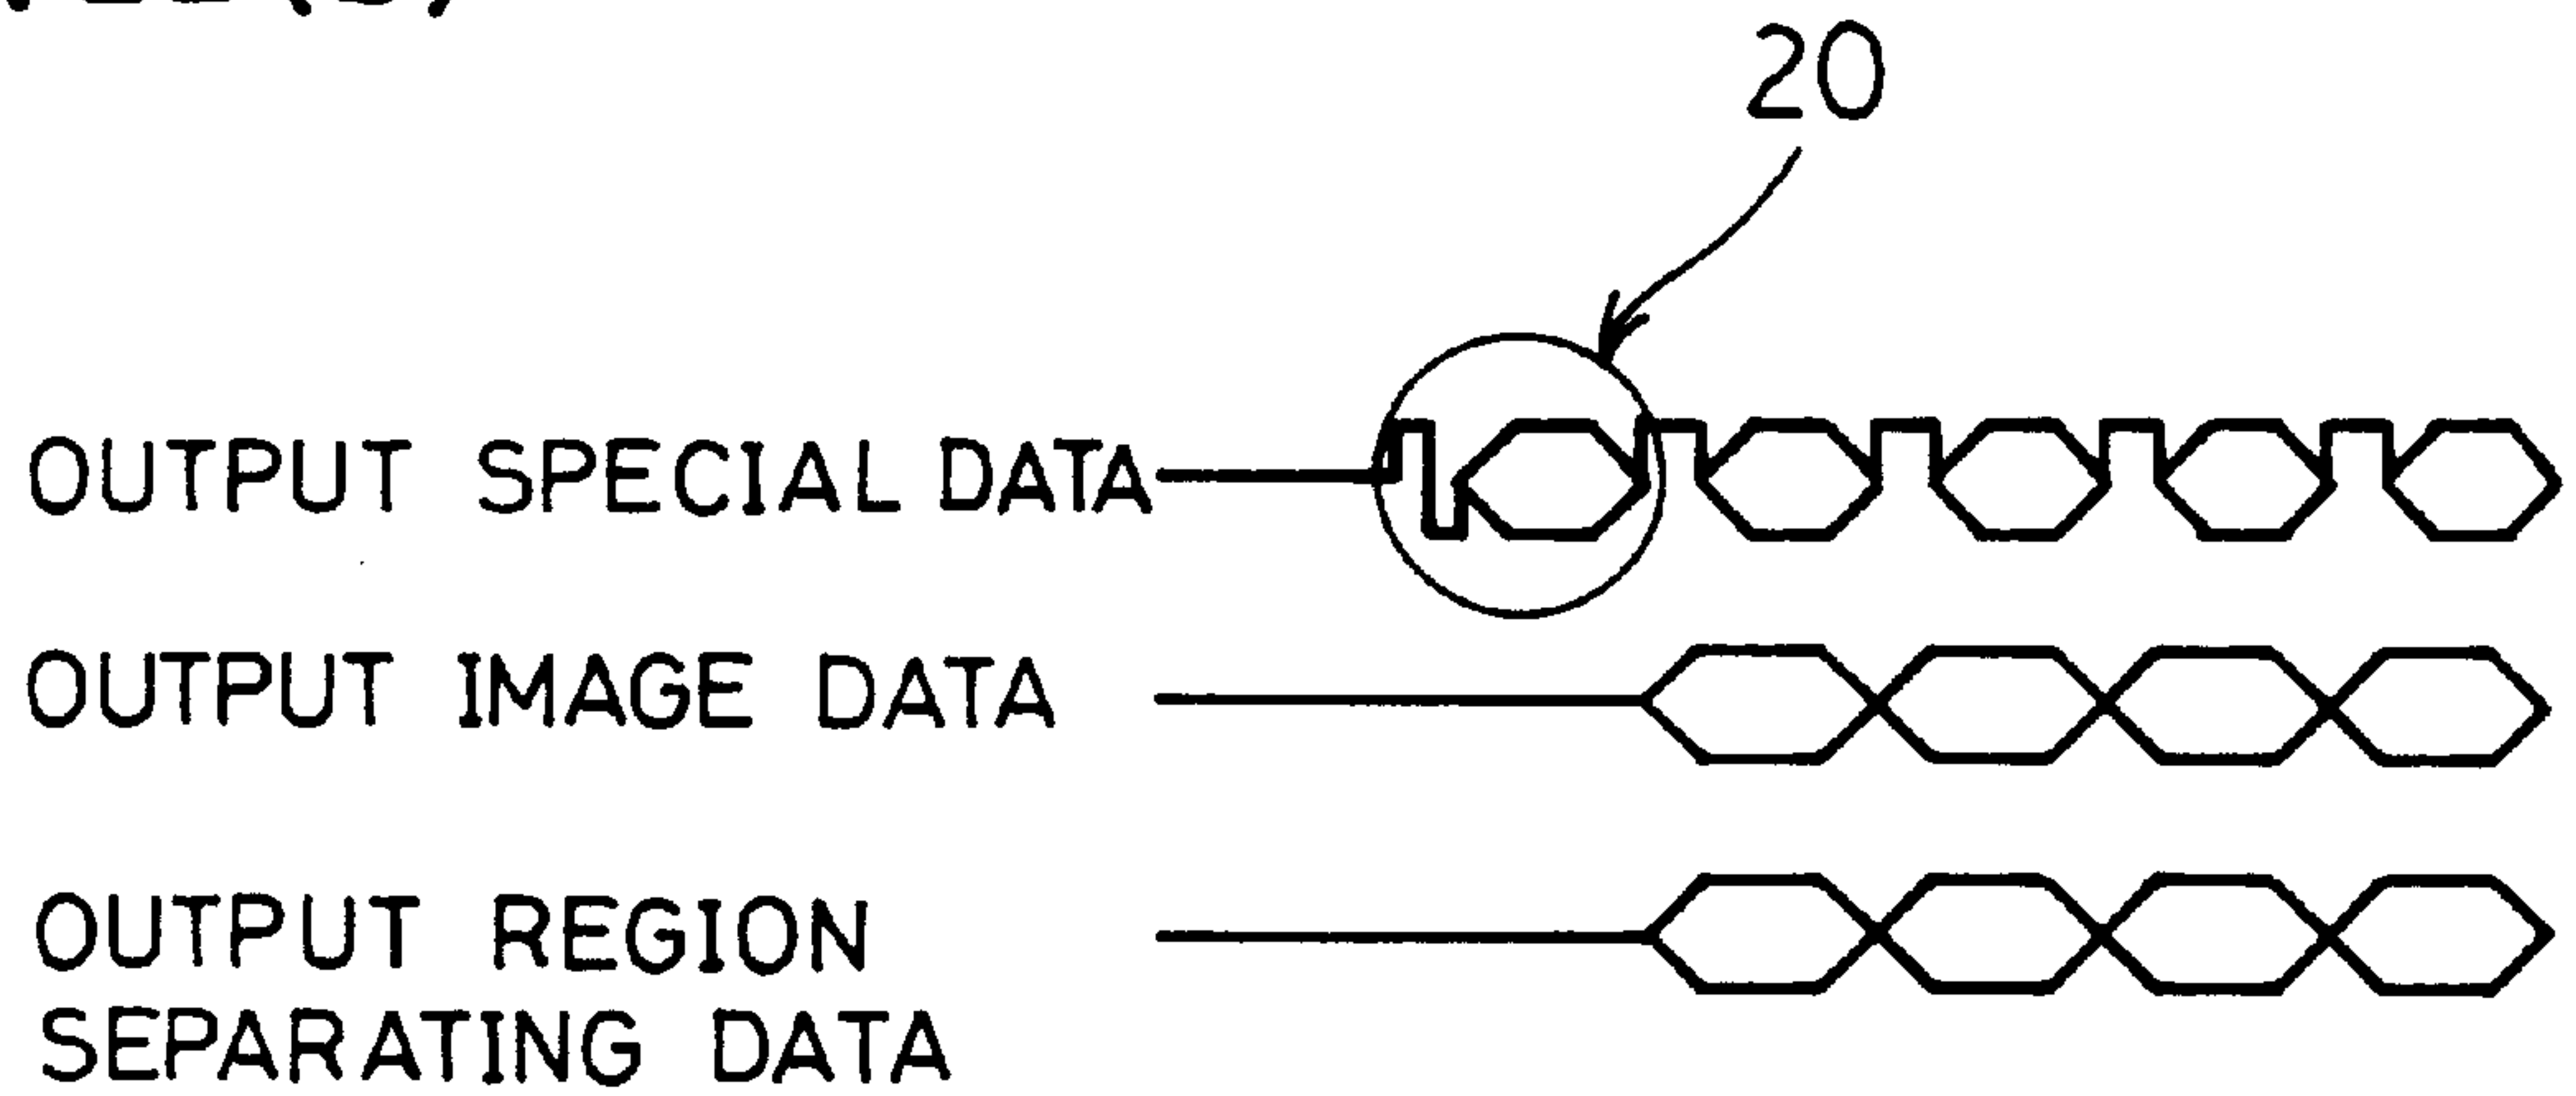 20
OUTPUT SPECIAL DATA
OUTPUT IMAGE DATA
OUTPUT REGION
SEPARATING DATA